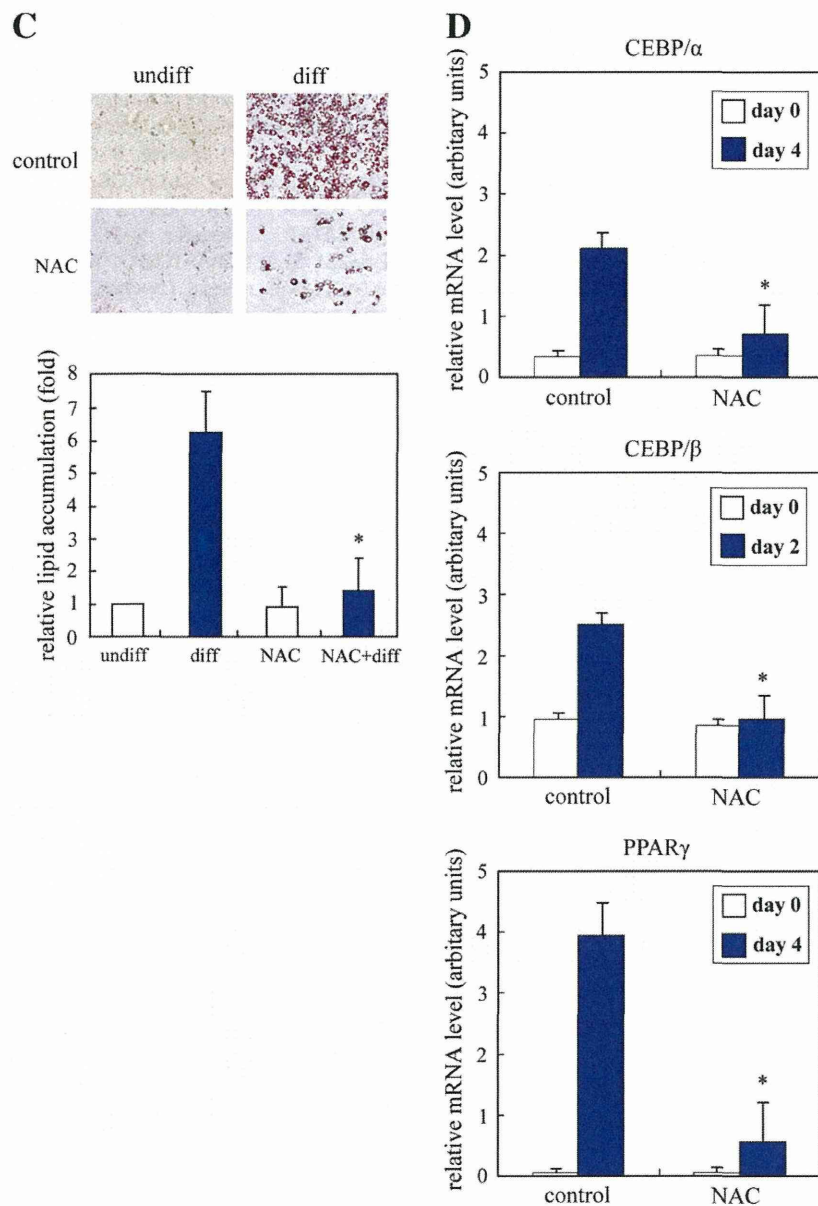 C
undiff diff
control
NAC
relative lipid accumulation (fold)
8
7
6
5
4
3
2
1
0
*
undiff diff NAC NAC+diff
D
CEBP/α
relative mRNA level (arbitary units)
5
4
3
2
1
0
day 0
day 4
*
control NAC
CEBP/β
relative mRNA level (arbitary units)
5
4
3
2
1
0
day 0
day 2
*
control NAC
PPARγ
relative mRNA level (arbitary units)
5
4
3
2
1
0
day 0
day 4
*
control NAC